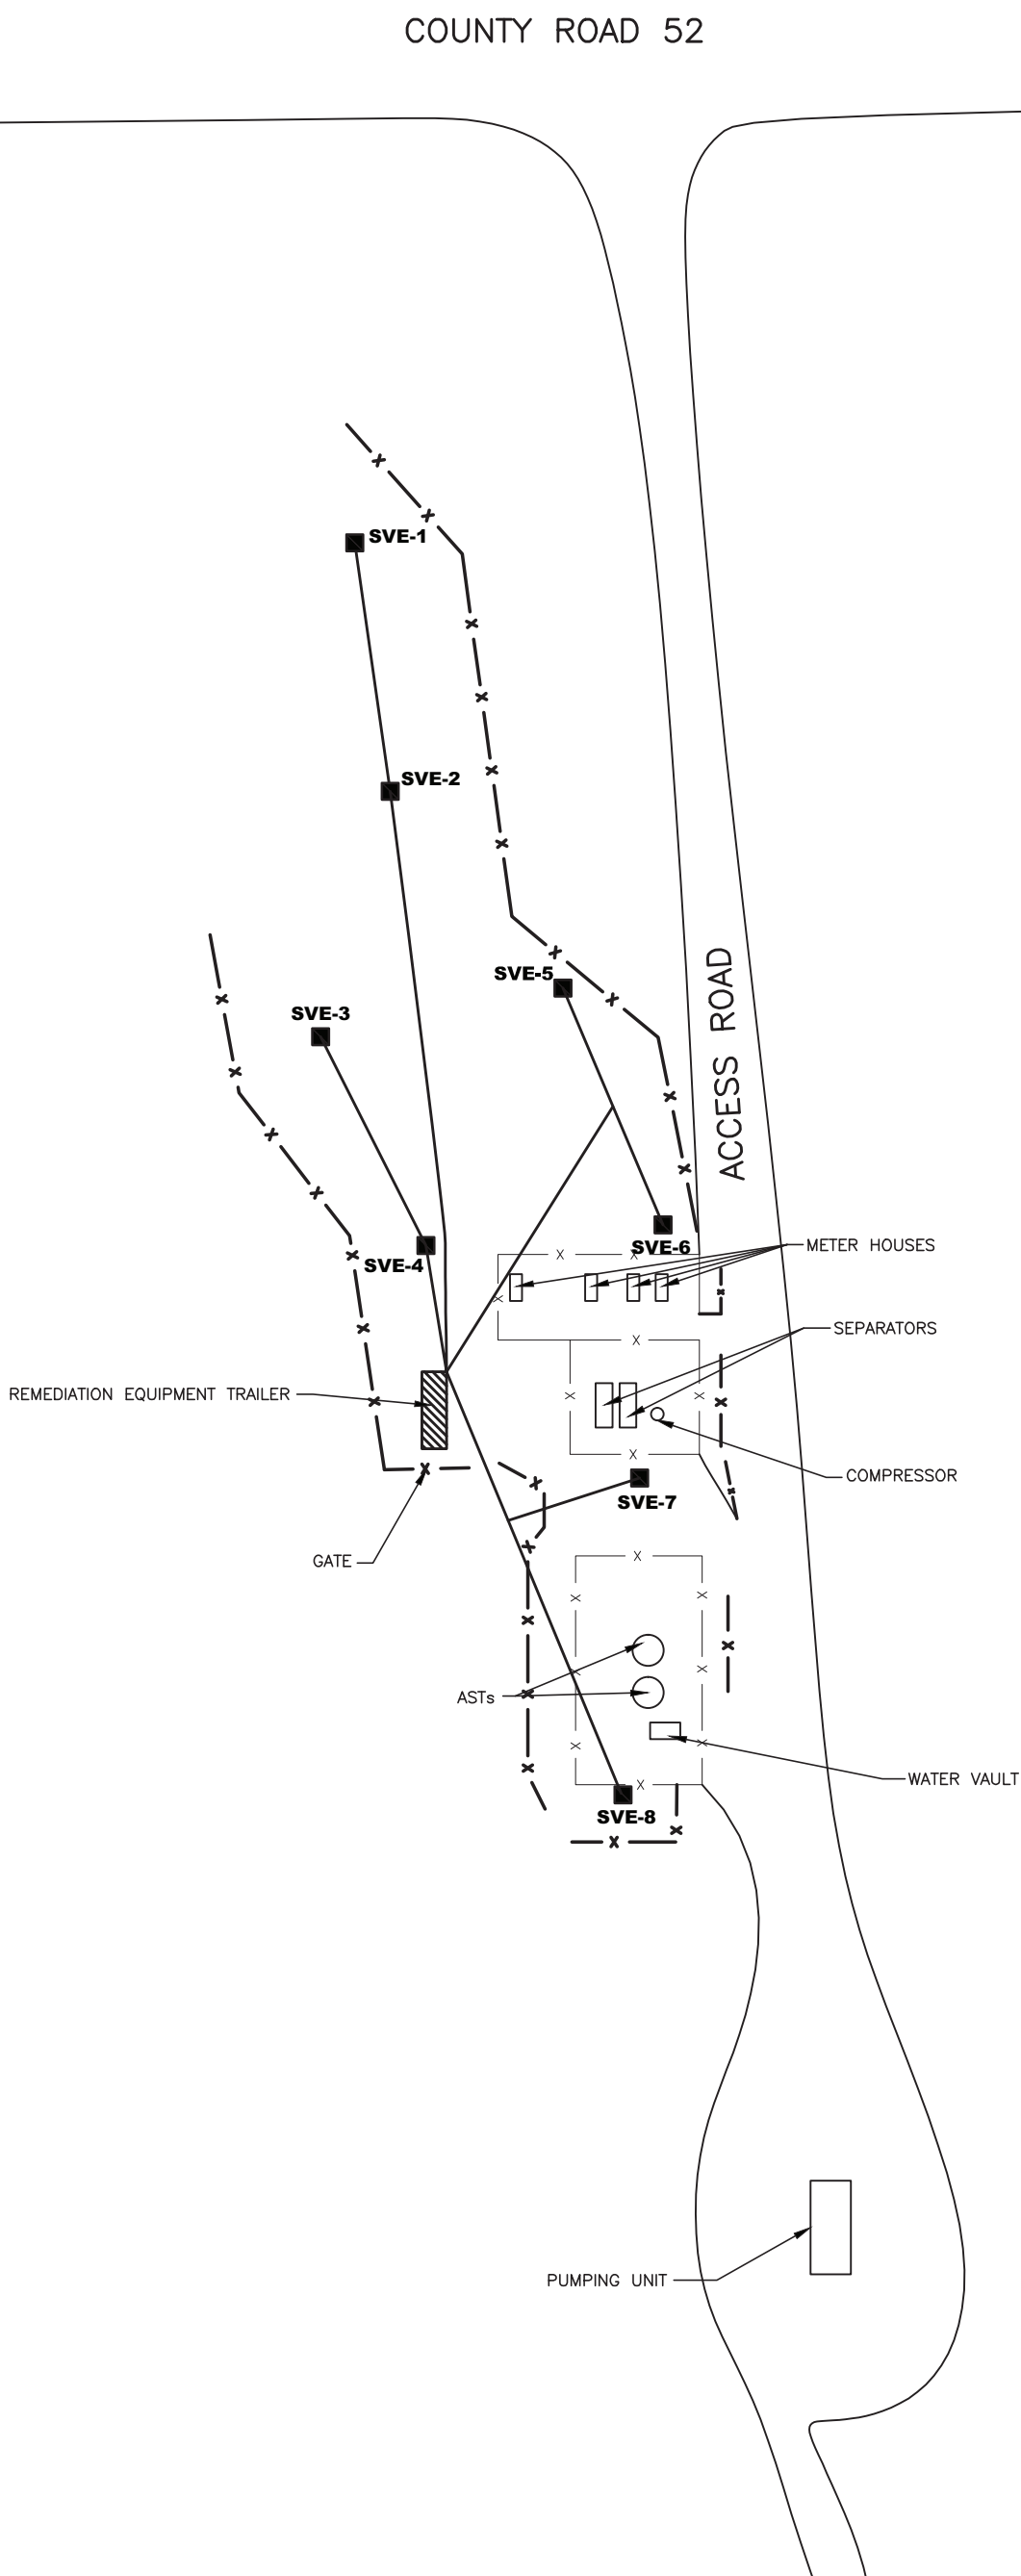 COUNTY ROAD 52
SVE-1
SVE-2
SVE-5
SVE-3
ACCESS ROAD
SVE-6
METER HOUSES
SVE-4
SEPARATORS
REMEDIATION EQUIPMENT TRAILER
COMPRESSOR
SVE-7
GATE
ASTs
WATER VAULT
SVE-8
PUMPING UNIT